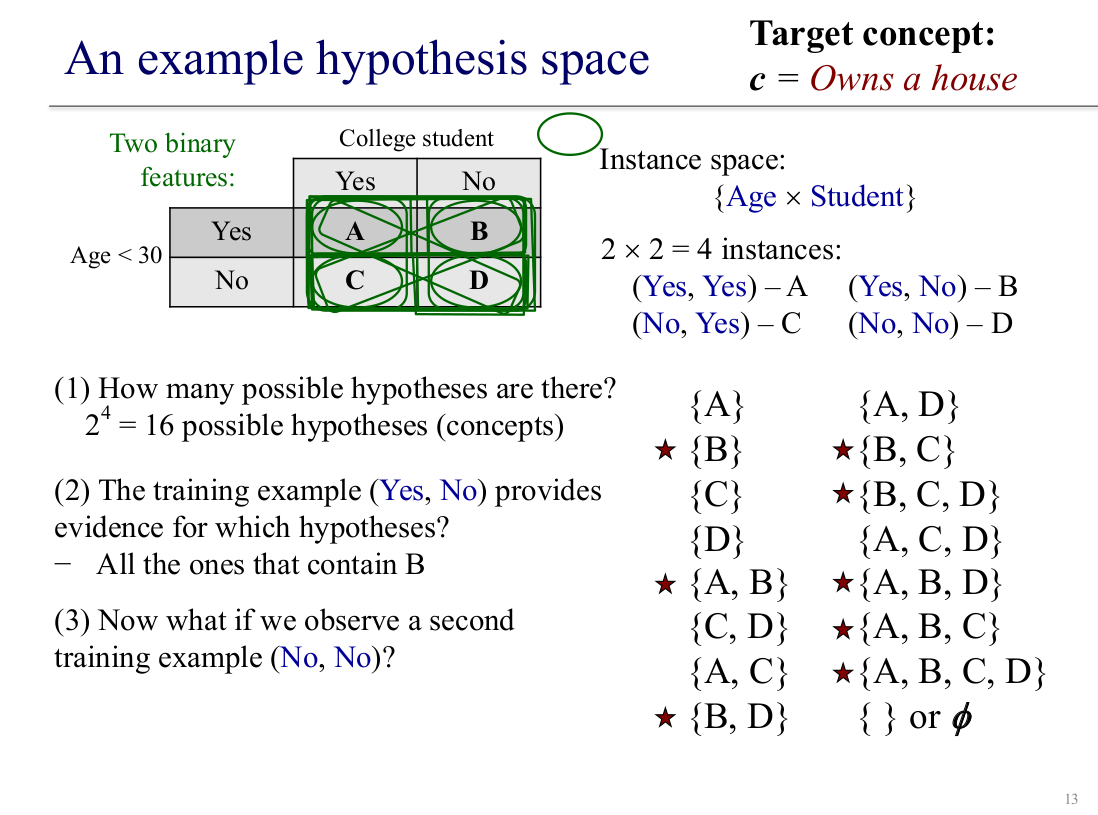 An example hypothesis space
Target concept:
c = Owns a house
Two binary
features:
College student
Yes No
Age < 30
Yes A B
No C D
Instance space:
{Age × Student}
2 × 2 = 4 instances:
(Yes, Yes) – A (Yes, No) – B
(No, Yes) – C (No, No) – D
(1) How many possible hypotheses are there?
2^4 = 16 possible hypotheses (concepts)
(2) The training example (Yes, No) provides
evidence for which hypotheses?
− All the ones that contain B
(3) Now what if we observe a second
training example (No, No)?
{A} {A, D}
★ {B} ★ {B, C}
{C} ★ {B, C, D}
{D} {A, C, D}
★ {A, B} ★ {A, B, D}
{C, D} ★ {A, B, C}
{A, C} ★ {A, B, C, D}
★ {B, D} { } or ϕ
13